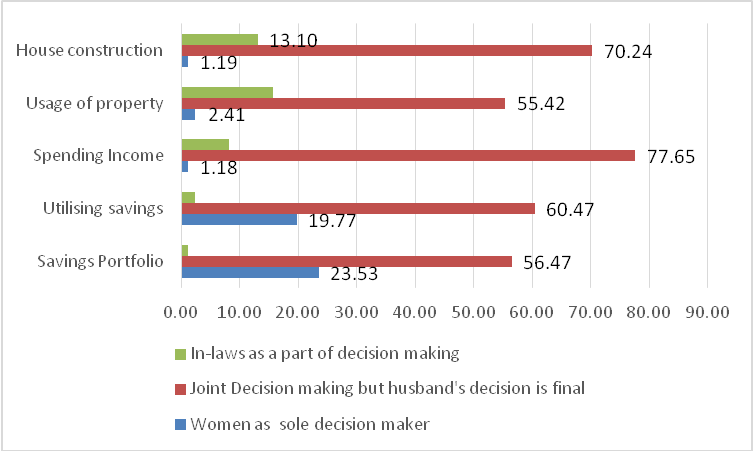 House construction
13.10
70.24
1.19
Usage of property
55.42
2.41
Spending Income
77.65
1.18
Utilising savings
60.47
19.77
Savings Portfolio
56.47
23.53
0.00 10.00 20.00 30.00 40.00 50.00 60.00 70.00 80.00 90.00
In-laws as a part of decision making
Joint Decision making but husband's decision is final
Women as sole decision maker